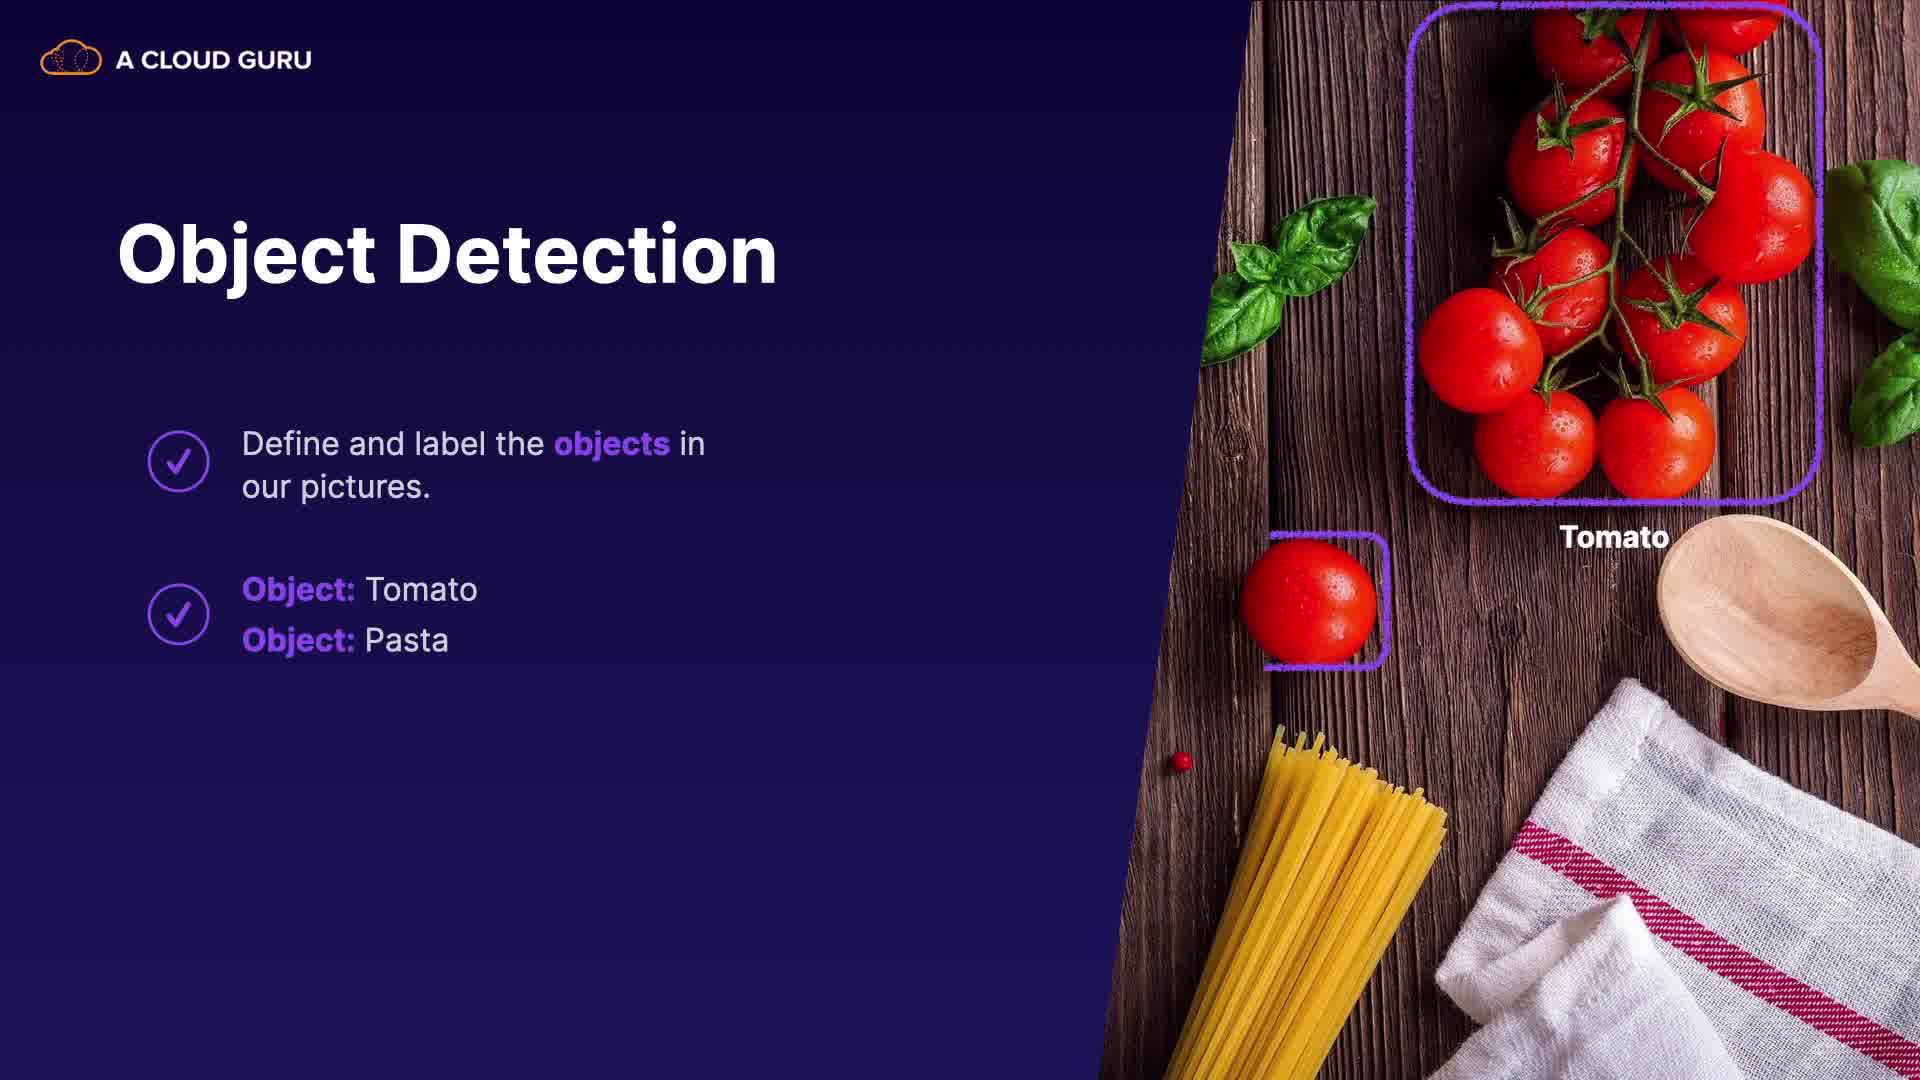 A CLOUD GURU
Object Detection
Define and label the objects in
our pictures.
Object: Tomato
Object: Pasta
Tomato